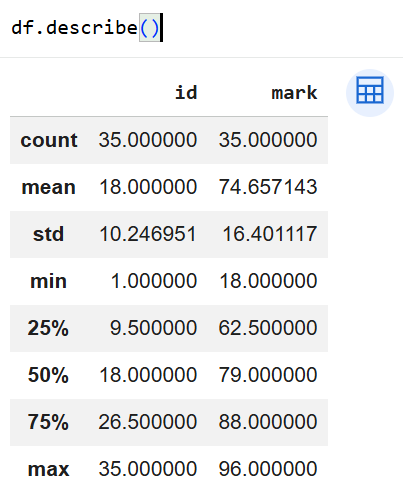 df.describe()
id mark
count 35.000000 35.000000
mean 18.000000 74.657143
std 10.246951 16.401117
min 1.000000 18.000000
25% 9.500000 62.500000
50% 18.000000 79.000000
75% 26.500000 88.000000
max 35.000000 96.000000